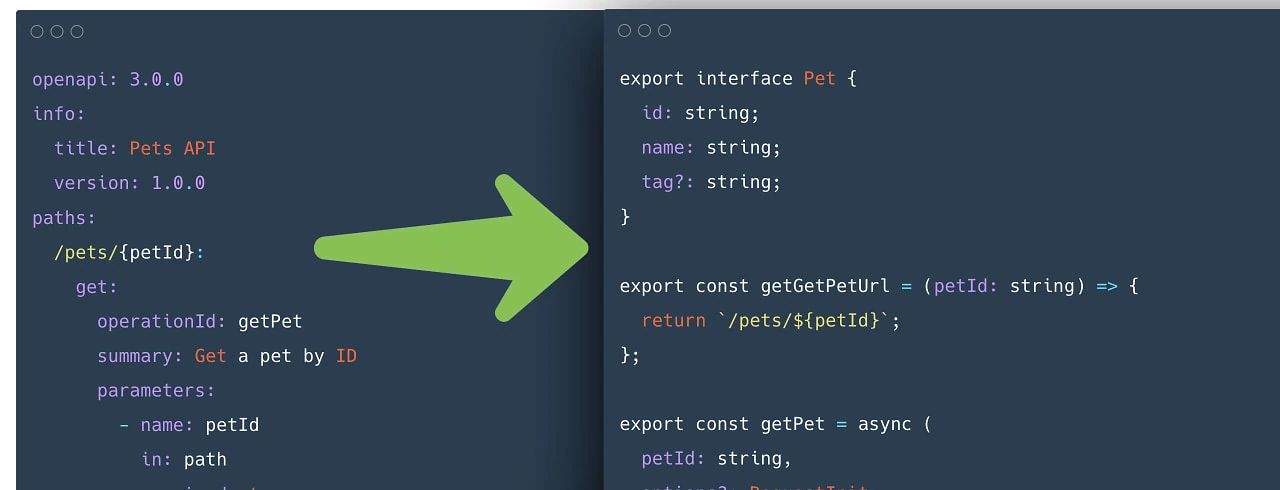 openapi: 3.0.0
info:
  title: Pets API
  version: 1.0.0
paths:
  /pets/{petId}:
    get:
      operationId: getPet
      summary: Get a pet by ID
      parameters:
        - name: petId
          in: path
export interface Pet {
  id: string;
  name: string;
  tag?: string;
}
export const getGetPetUrl = (petId: string) => {
  return `/pets/${petId}`;
};
export const getPet = async (
  petId: string,
  options?: RequestInit